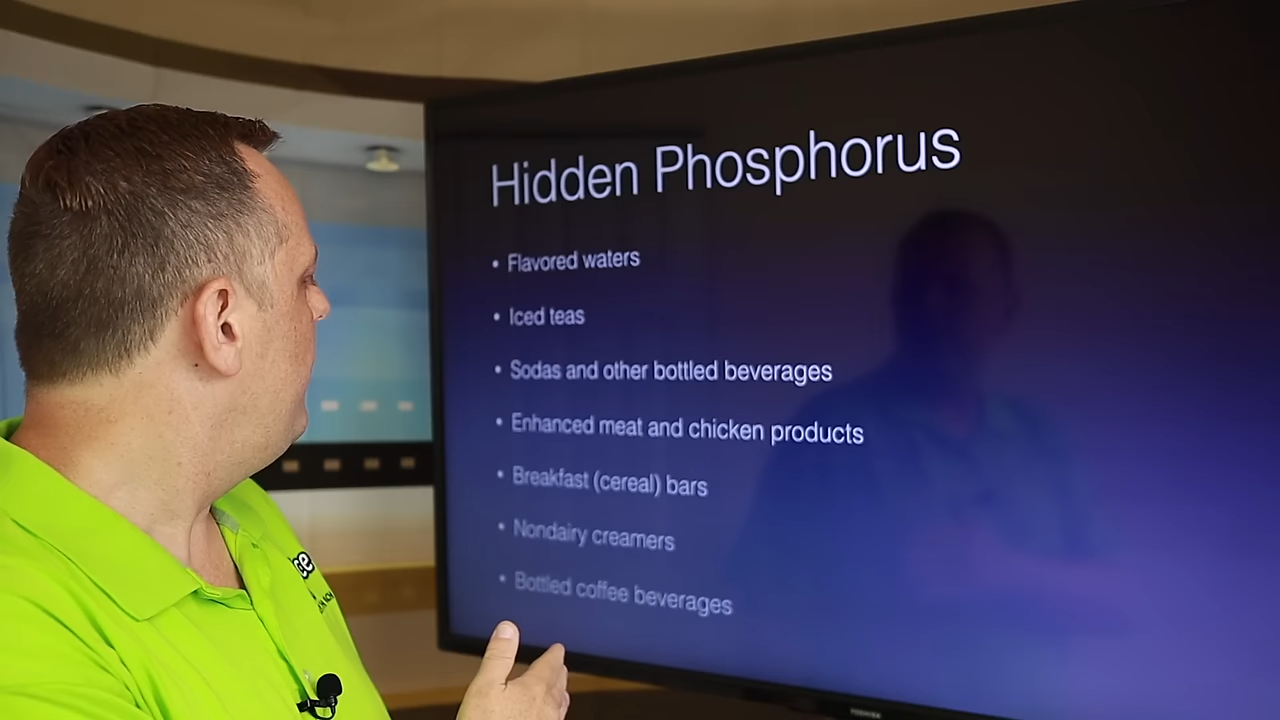 Hidden Phosphorus
• Flavored waters
• Iced teas
• Sodas and other bottled beverages
• Enhanced meat and chicken products
• Breakfast (cereal) bars
• Nondairy creamers
• Bottled coffee beverages
TOSHIBA